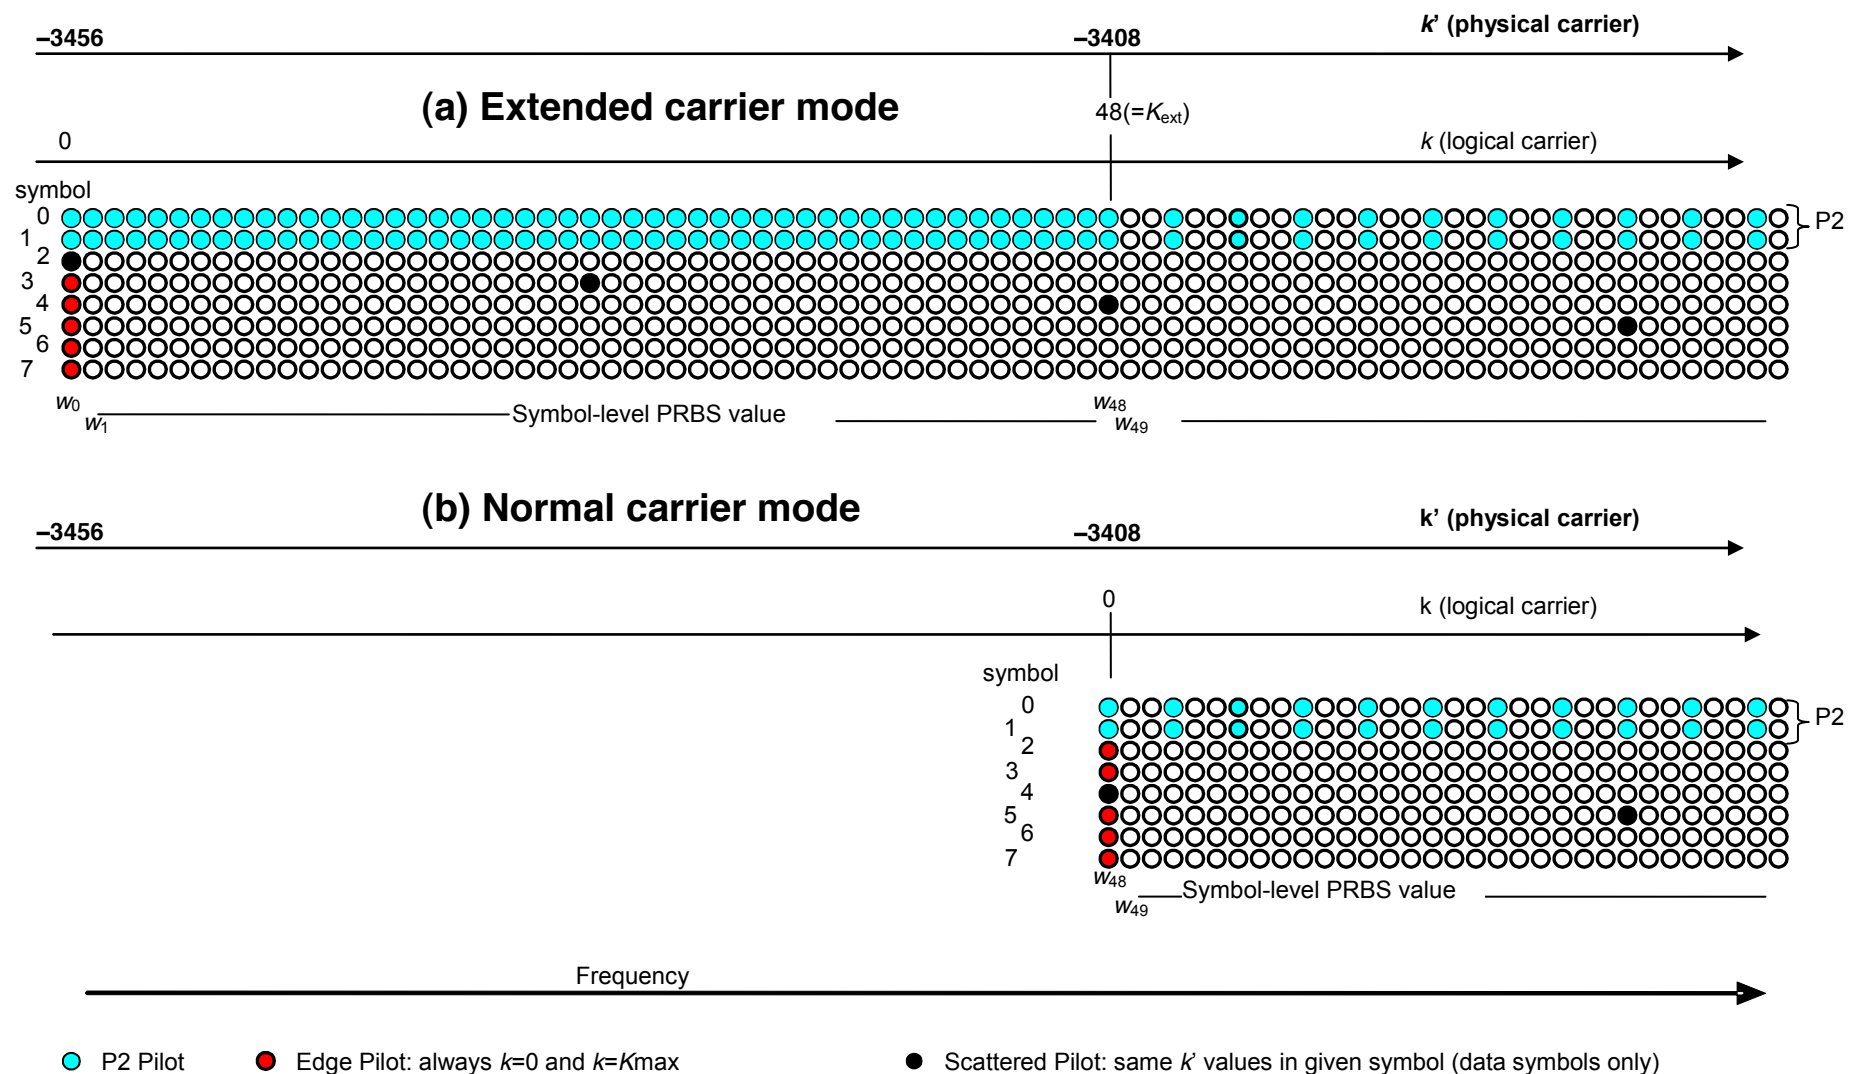 k’ (physical carrier)
–3456
–3408
(a) Extended carrier mode
48(=Kext)
0
k (logical carrier)
symbol
0
P2
1
2
3
4
5
6
7
w0
w1
Symbol-level PRBS value
w48
w49
(b) Normal carrier mode
k’ (physical carrier)
–3456
–3408
0
k (logical carrier)
symbol
0
P2
1
2
3
4
5
6
7
w48
w49
Symbol-level PRBS value
Frequency
P2 Pilot
Edge Pilot: always k=0 and k=Kmax
Scattered Pilot: same k’ values in given symbol (data symbols only)